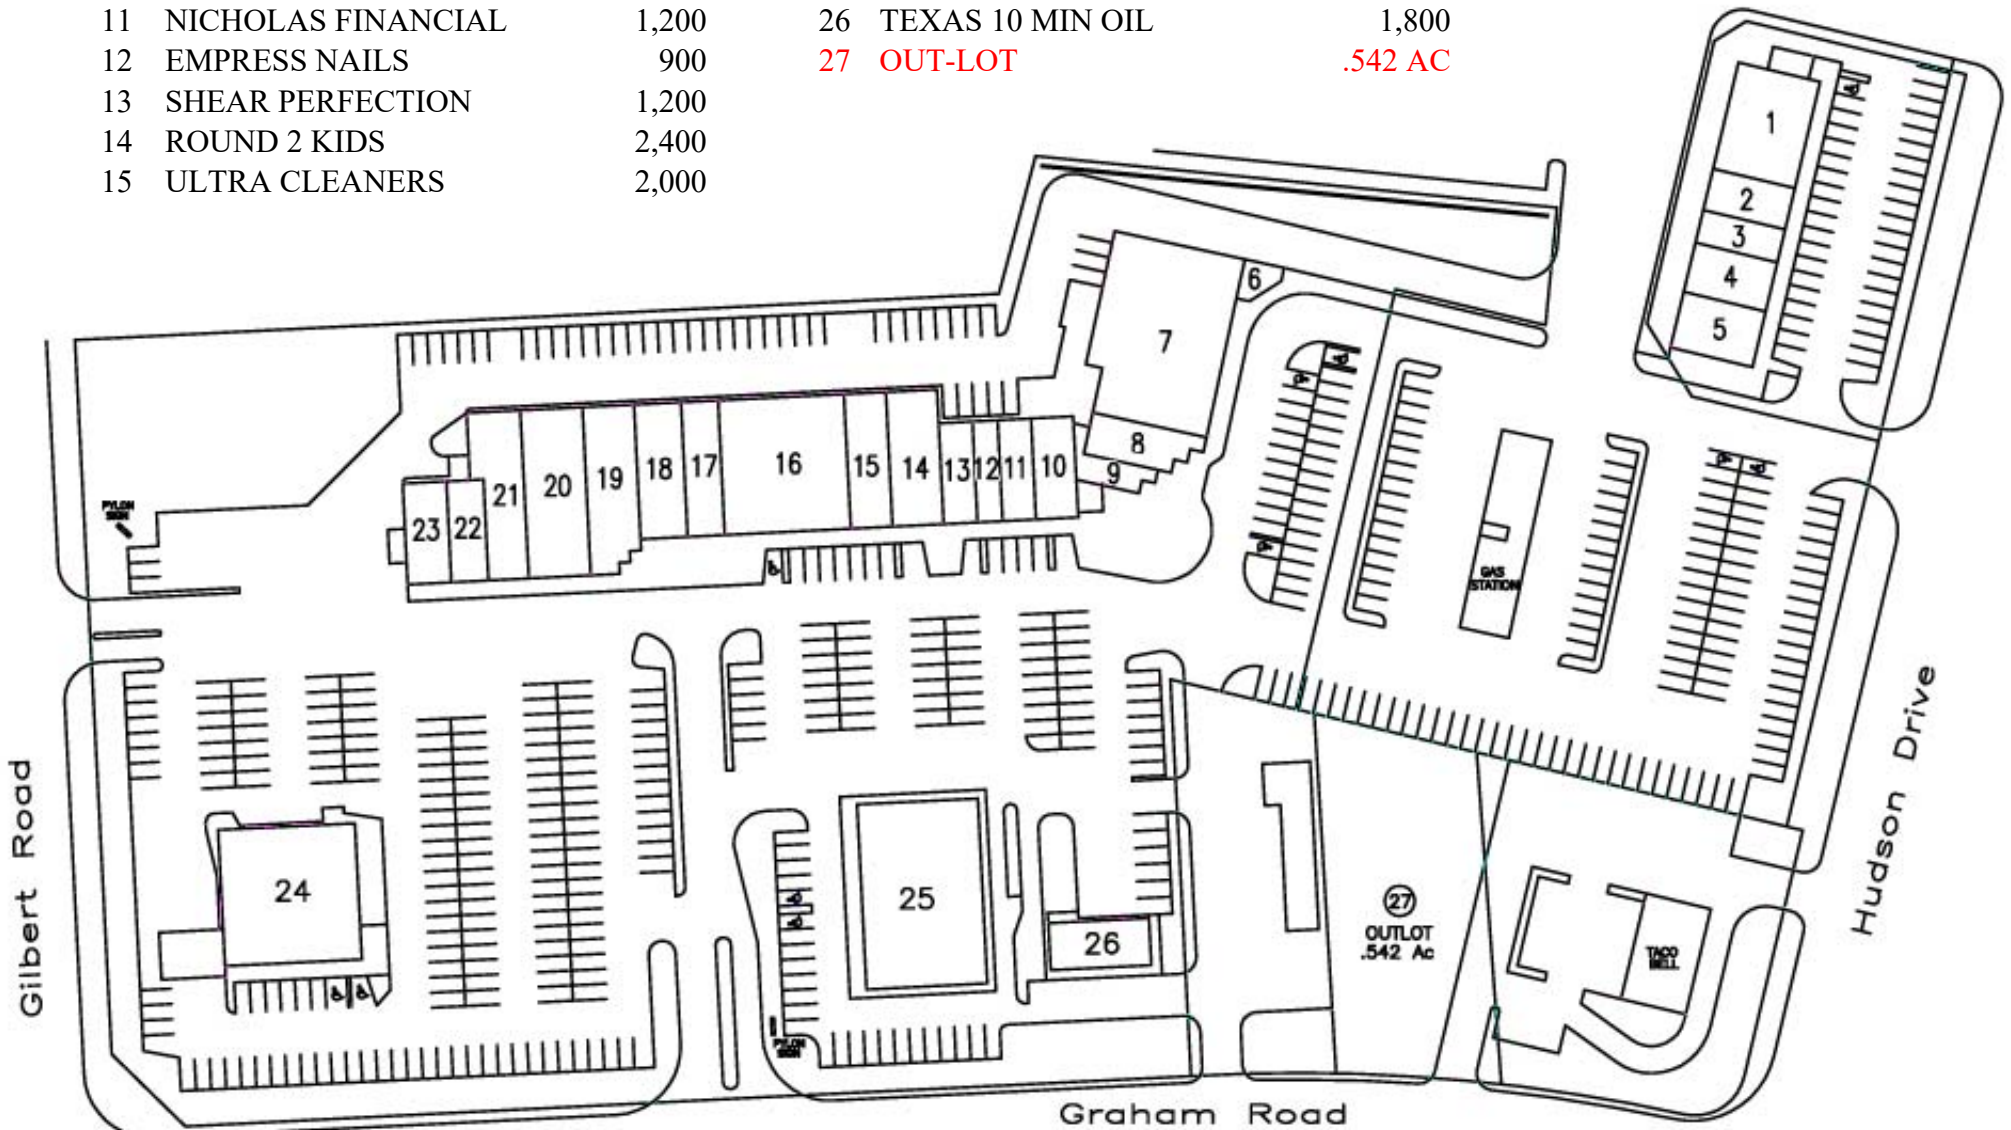 11 NICHOLAS FINANCIAL 1,200 26 TEXAS 10 MIN OIL 1,800
12 EMPRESS NAILS 900 27 OUT-LOT .542 AC
13 SHEAR PERFECTION 1,200
14 ROUND 2 KIDS 2,400
15 ULTRA CLEANERS 2,000
1
2
3
4
5
6
7
8
9
23 22 21 20 19 18 17 16 15 14 13 12 11 10
PYLON
SIGN
GAS
STATION
24
25
26
27
OUTLOT
.542 Ac
TACO
BELL
PYLON
SIGN
Gilbert Road
Hudson Drive
Graham Road